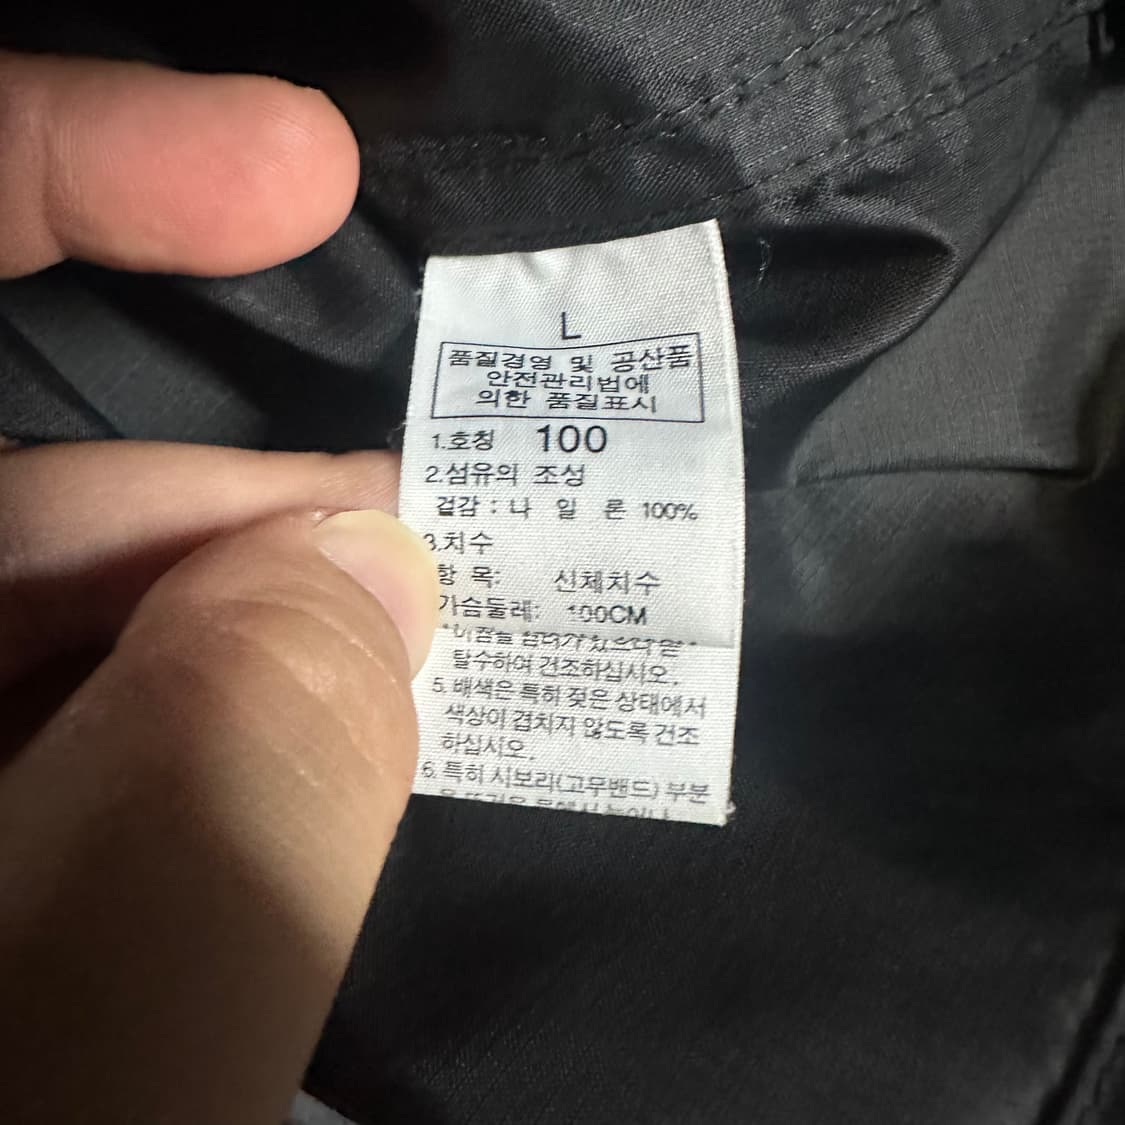 L
품질경영 및 공산품
안전관리법에
의한 품질표시
1.호칭 100
2.섬유의 조성
겉감 : 나 일 론 100%
3.치수
항 목: 신체치수
가슴둘레: 100CM
탈수하여 건조하십시오.
5. 배색은 특히 젖은 상태에서
색상이 겹치지 않도록 건조
하십시오.
6. 특히 시보리(고무밴드) 부분